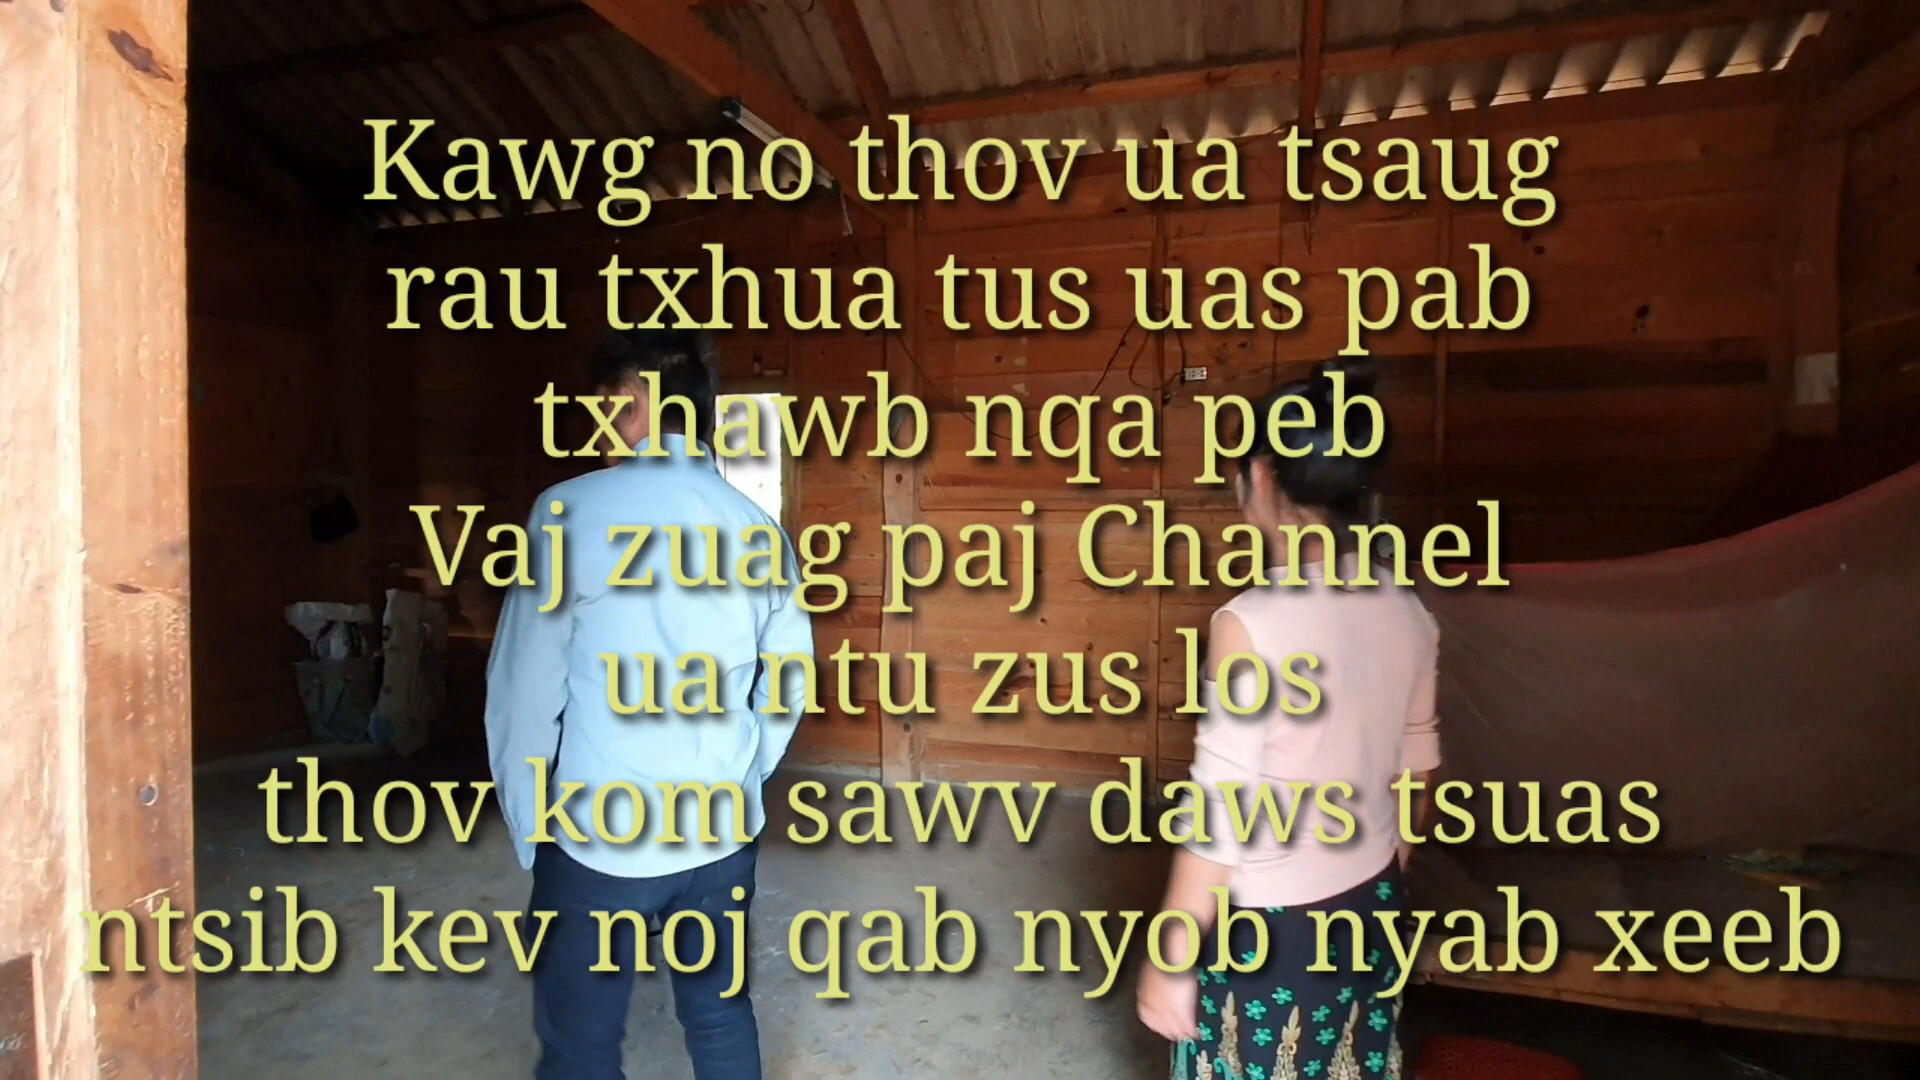 Kawg no thov ua tsaug
rau txhua tus uas pab
txhawb nqa peb
Vaj zuag paj Channel
ua ntu zus los
thov kom sawv daws tsuas
ntsib kev noj qab nyob nyab xeeb